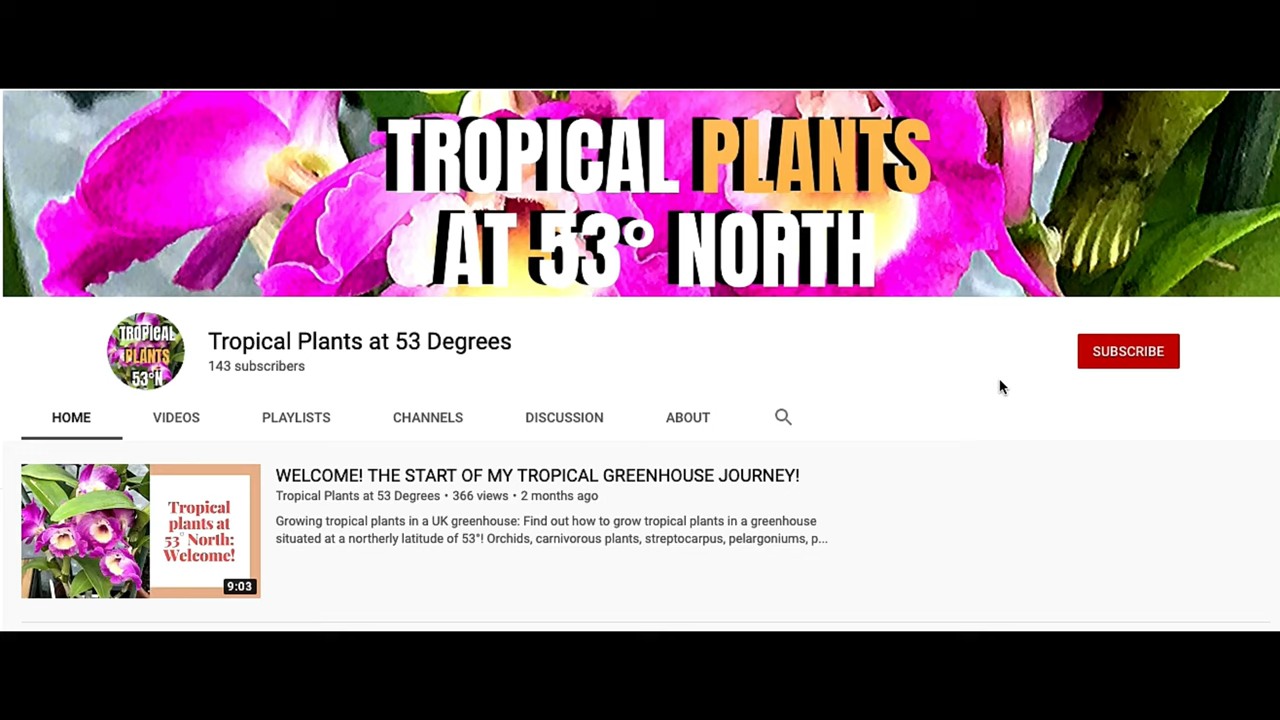 TROPICAL PLANTS
AT 53° NORTH
TROPICAL
PLANTS
53°N
Tropical Plants at 53 Degrees
143 subscribers
SUBSCRIBE
HOME VIDEOS PLAYLISTS CHANNELS DISCUSSION ABOUT
Tropical
plants at
53° North:
Welcome!
9:03
WELCOME! THE START OF MY TROPICAL GREENHOUSE JOURNEY!
Tropical Plants at 53 Degrees • 366 views • 2 months ago
Growing tropical plants in a UK greenhouse: Find out how to grow tropical plants in a greenhouse
situated at a northerly latitude of 53°! Orchids, carnivorous plants, streptocarpus, pelargoniums, p...